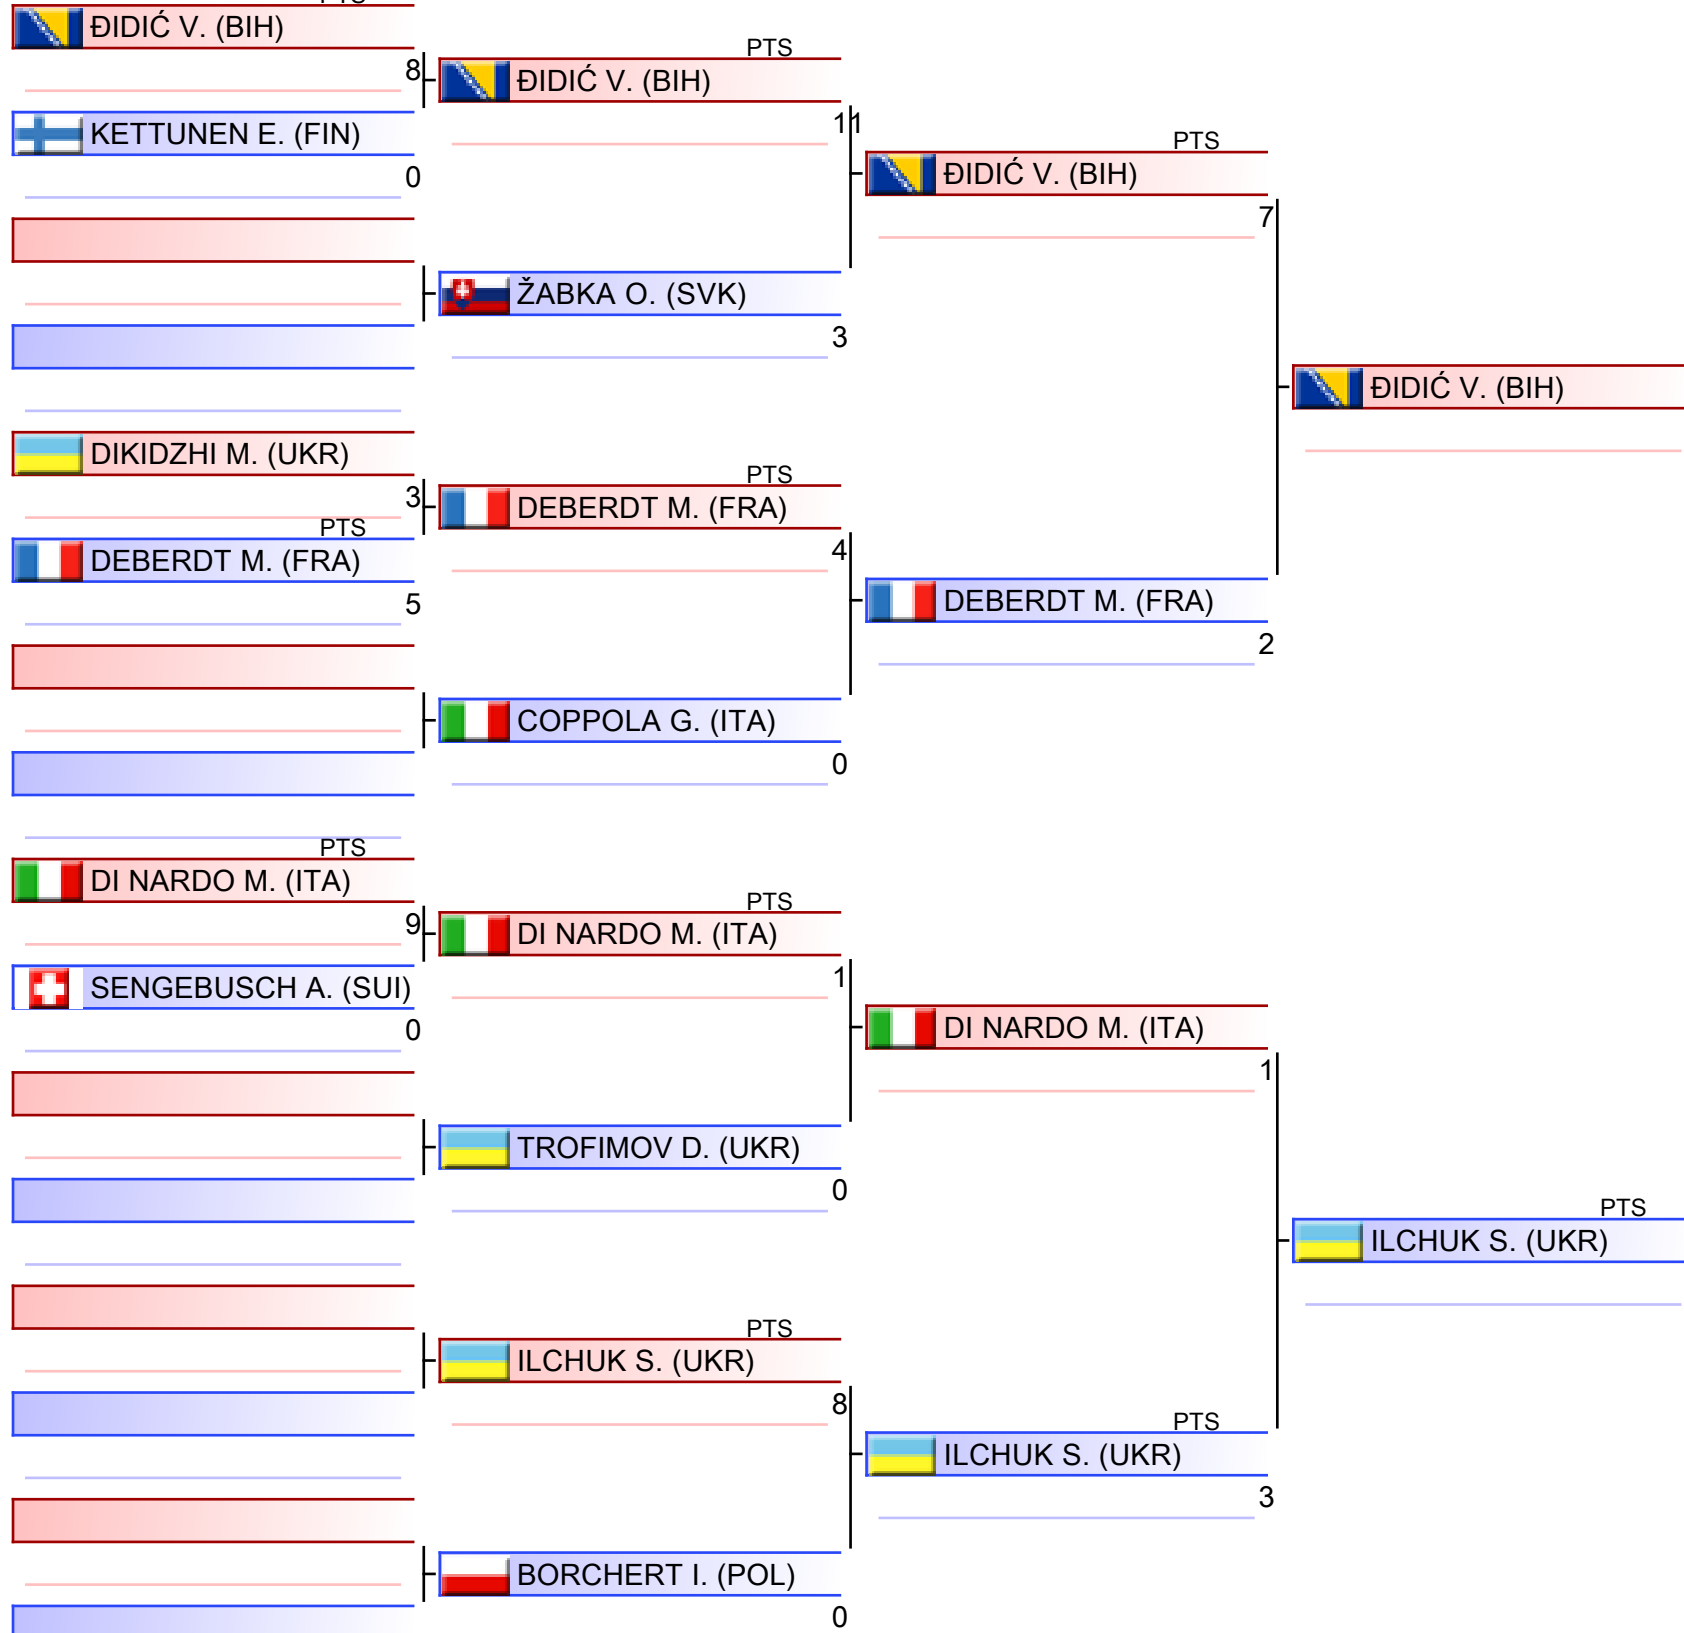 PTS
ĐIDIĆ V. (BIH)
8
KETTUNEN E. (FIN)
0
DIKIDZHI M. (UKR)
3
PTS
DEBERDT M. (FRA)
5
PTS
DI NARDO M. (ITA)
9
SENGEBUSCH A. (SUI)
0
PTS
ĐIDIĆ V. (BIH)
11
ŽABKA O. (SVK)
3
PTS
DEBERDT M. (FRA)
4
COPPOLA G. (ITA)
0
PTS
DI NARDO M. (ITA)
1
TROFIMOV D. (UKR)
0
PTS
ILCHUK S. (UKR)
8
BORCHERT I. (POL)
0
PTS
ĐIDIĆ V. (BIH)
7
DEBERDT M. (FRA)
2
DI NARDO M. (ITA)
1
PTS
ILCHUK S. (UKR)
3
ĐIDIĆ V. (BIH)
PTS
ILCHUK S. (UKR)